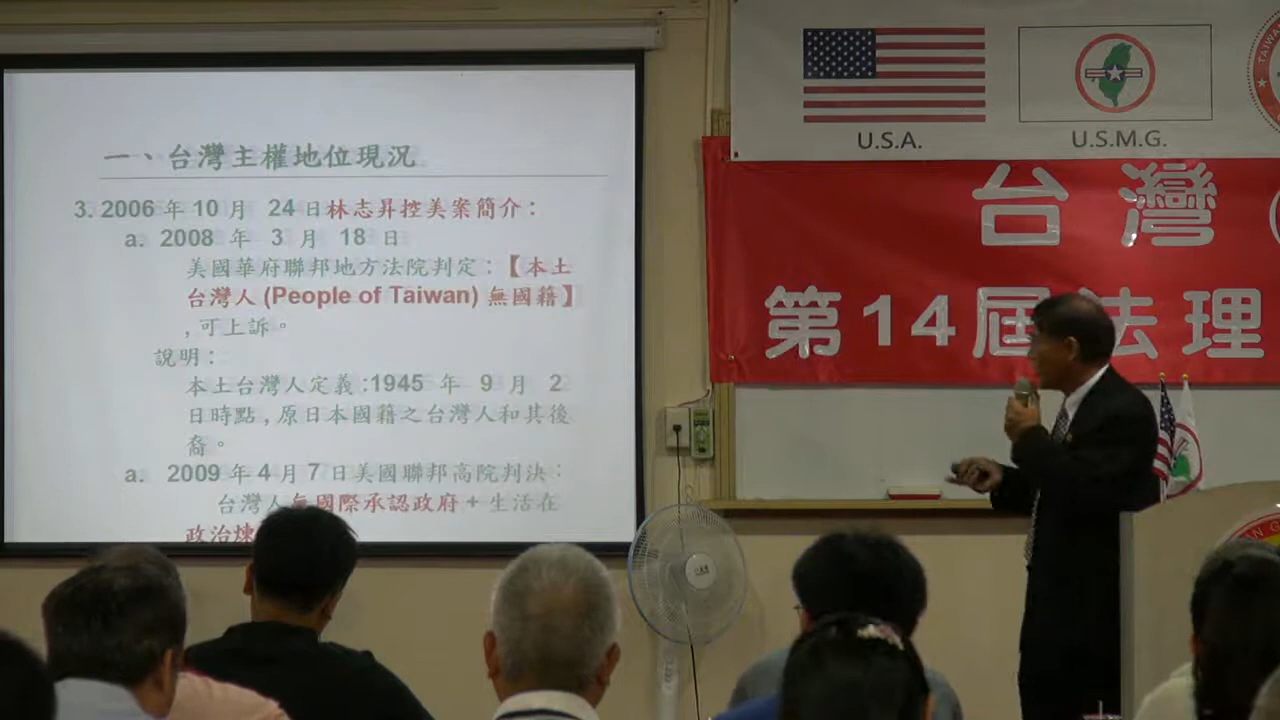 一、台灣主權地位現況
3. 2006 年 10 月 24 日林志昇控美案簡介：
a. 2008 年 3 月 18 日
美國華府聯邦地方法院判定：【本土
台灣人 (People of Taiwan) 無國籍】
，可上訴。
說明：
本土台灣人定義：1945 年 9 月 2
日時點，原日本國籍之台灣人和其後
裔。
a. 2009 年 4 月 7 日美國聯邦高院判決：
台灣人無國際承認政府 + 生活在
政治煉
U.S.A.
U.S.M.G.
台灣
第14屆法理